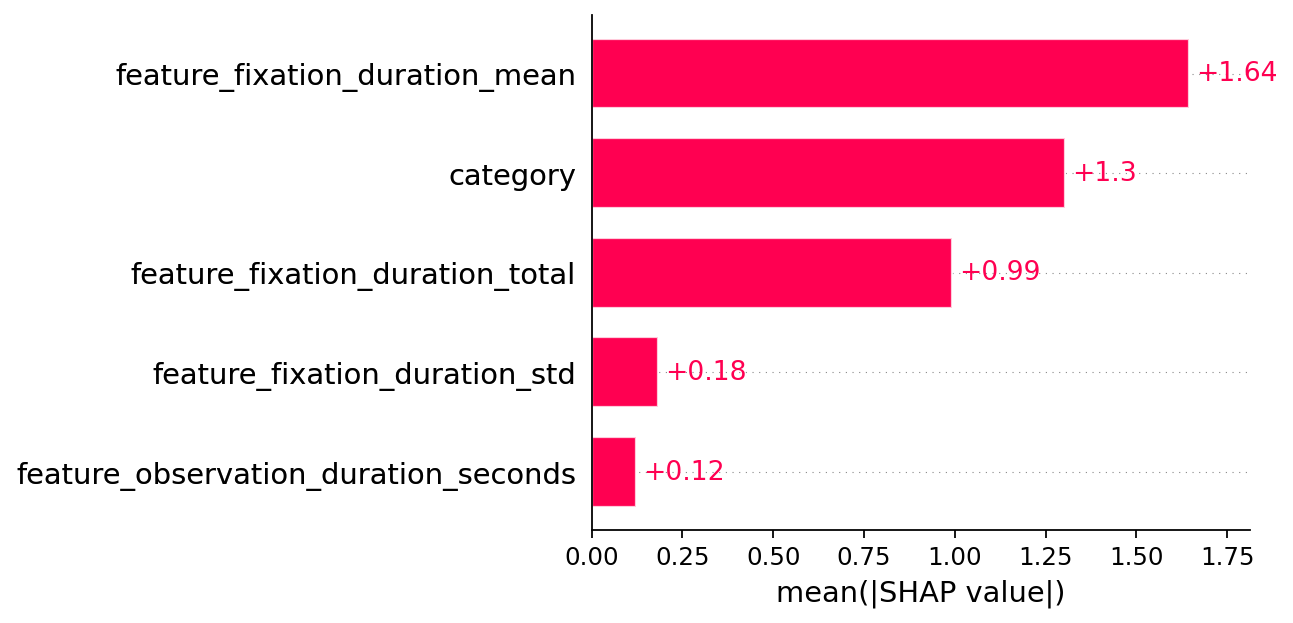 feature_fixation_duration_mean +1.64
category +1.3
feature_fixation_duration_total +0.99
feature_fixation_duration_std +0.18
feature_observation_duration_seconds +0.12
0.00 0.25 0.50 0.75 1.00 1.25 1.50 1.75
mean(|SHAP value|)